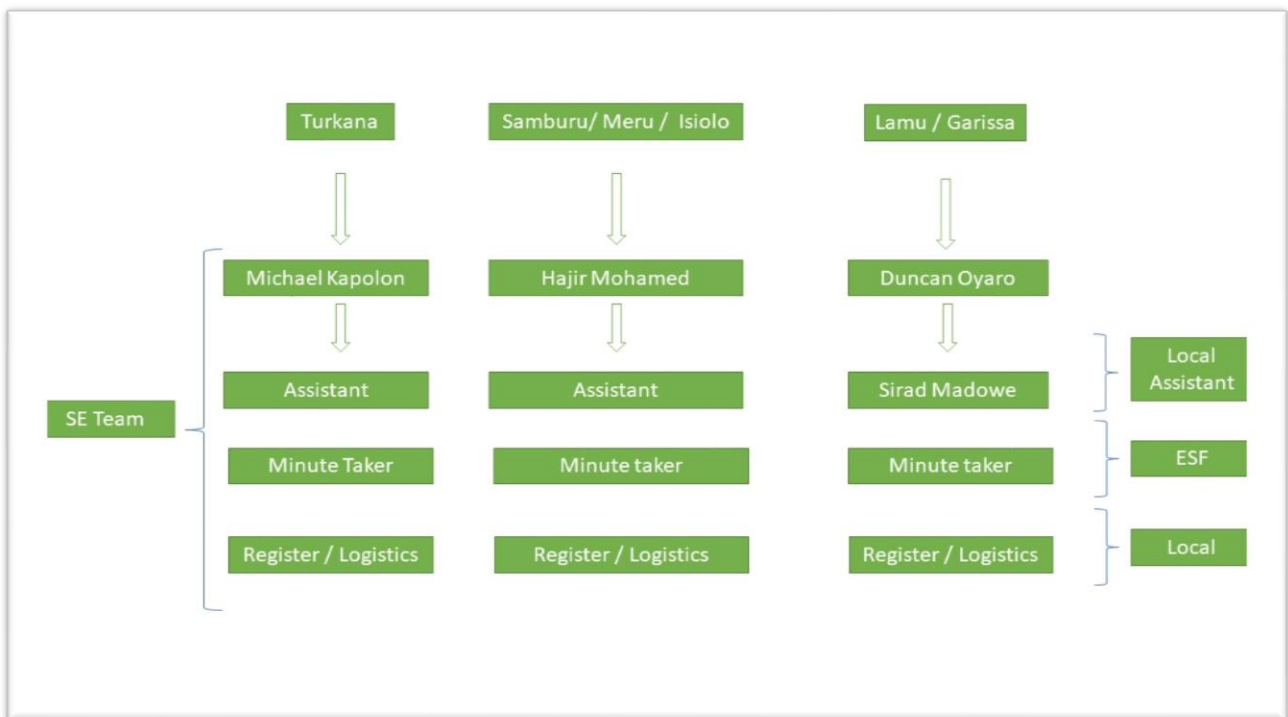 Turkana
Samburu/ Meru / Isiolo
Lamu / Garissa
Michael Kapolon
Hajir Mohamed
Duncan Oyaro
Assistant
Assistant
Sirad Madowe
Local
Assistant
SE Team
Minute Taker
Minute taker
Minute taker
ESF
Register / Logistics
Register / Logistics
Register / Logistics
Local